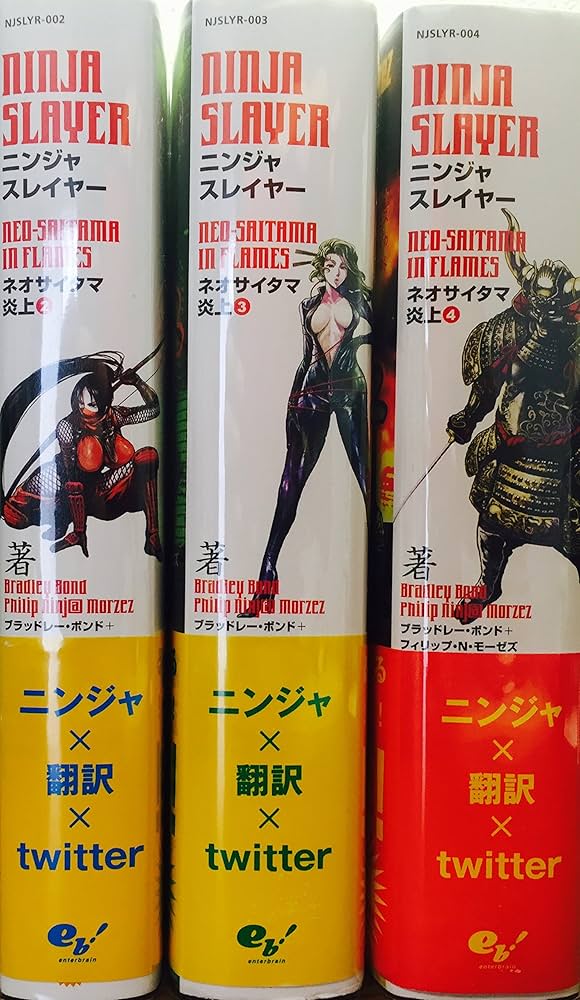 NJSLYR-002
NINJA
SLAYER
ニンジャ
スレイヤー
NEO-SAITAMA
IN FLAMES
ネオサイタマ
炎上2
著
Bradley Bond
Philip Ninj@ Morzez
ブラッドレー・ボンド+
ニンジャ
×
翻訳
×
twitter
eb!
enterbrain
NJSLYR-003
NINJA
SLAYER
ニンジャ
スレイヤー
NEO-SAITAMA
IN FLAMES
ネオサイタマ
炎上3
著
Bradley Bond
Philip Ninj@ Morzez
ブラッドレー・ボンド+
ニンジャ
×
翻訳
×
twitter
eb!
enterbrain
NJSLYR-004
NINJA
SLAYER
ニンジャ
スレイヤー
NEO-SAITAMA
IN FLAMES
ネオサイタマ
炎上4
著
Bradley Bond
Philip Ninj@ Morzez
ブラッドレー・ボンド+
フィリップ・N・モーゼズ
る
!
ニンジャ
×
翻訳
×
twitter
eb!
enterbrain